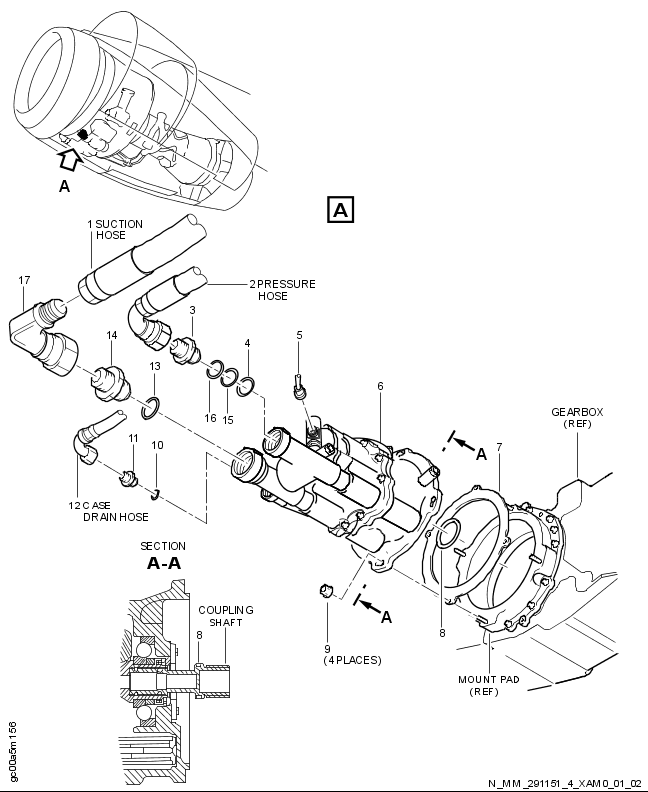 A
A
1 SUCTION
HOSE
17
2 PRESSURE
HOSE
3
14
4
5
13
6
16
15
GEARBOX
(REF)
A
7
11
10
12 CASE
DRAIN HOSE
SECTION
A-A
COUPLING
SHAFT
8
9
(4 PLACES)
A
8
MOUNT PAD
(REF)
gc00a5m156
N_MM_291151_4_XAM0_01_02